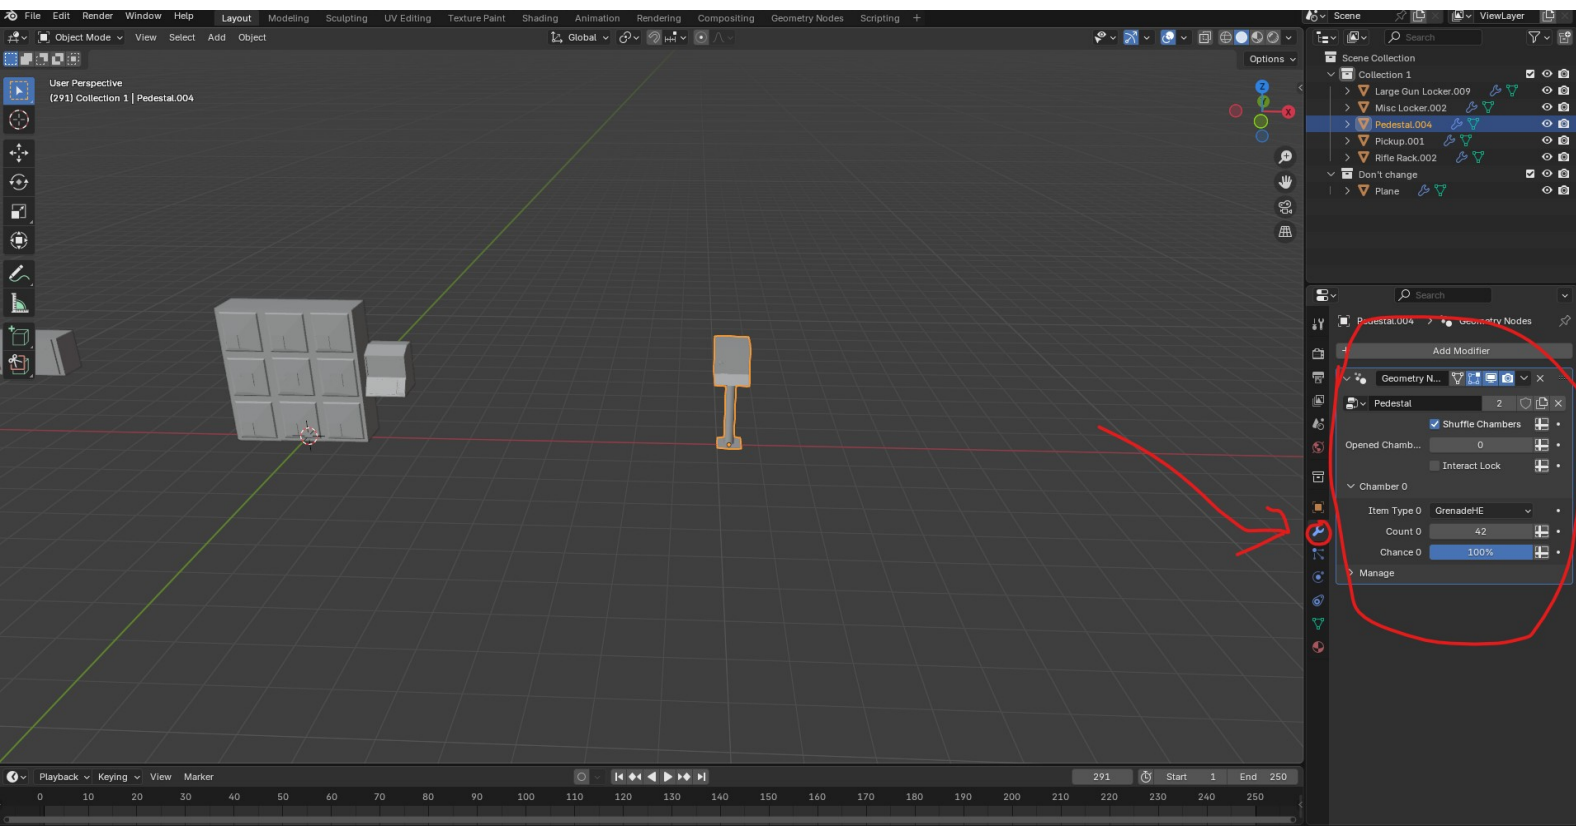 File Edit Render Window Help Layout Modeling Sculpting UV Editing Texture Paint Shading Animation Rendering Compositing Geometry Nodes Scripting + Scene ViewLayer
Object Mode View Select Add Object Global Search
Options
User Perspective
(291) Collection 1 | Pedestal.004
Z
Y
X
Scene Collection
Collection 1
Large Gun Locker.009
Misc Locker.002
Pedestal.004
Pickup.001
Rifle Rack.002
Don't change
Plane
Search
Pedestal.004 > Geometry Nodes
+ Add Modifier
Geometry N...
Pedestal 2
Shuffle Chambers
Opened Chamb... 0
Interact Lock
Chamber 0
Item Type 0 GrenadeHE
Count 0 42
Chance 0 100%
Manage
Playback Keying View Marker 291 Start 1 End 250
0 10 20 30 40 50 60 70 80 90 100 110 120 130 140 150 160 170 180 190 200 210 220 230 240 250